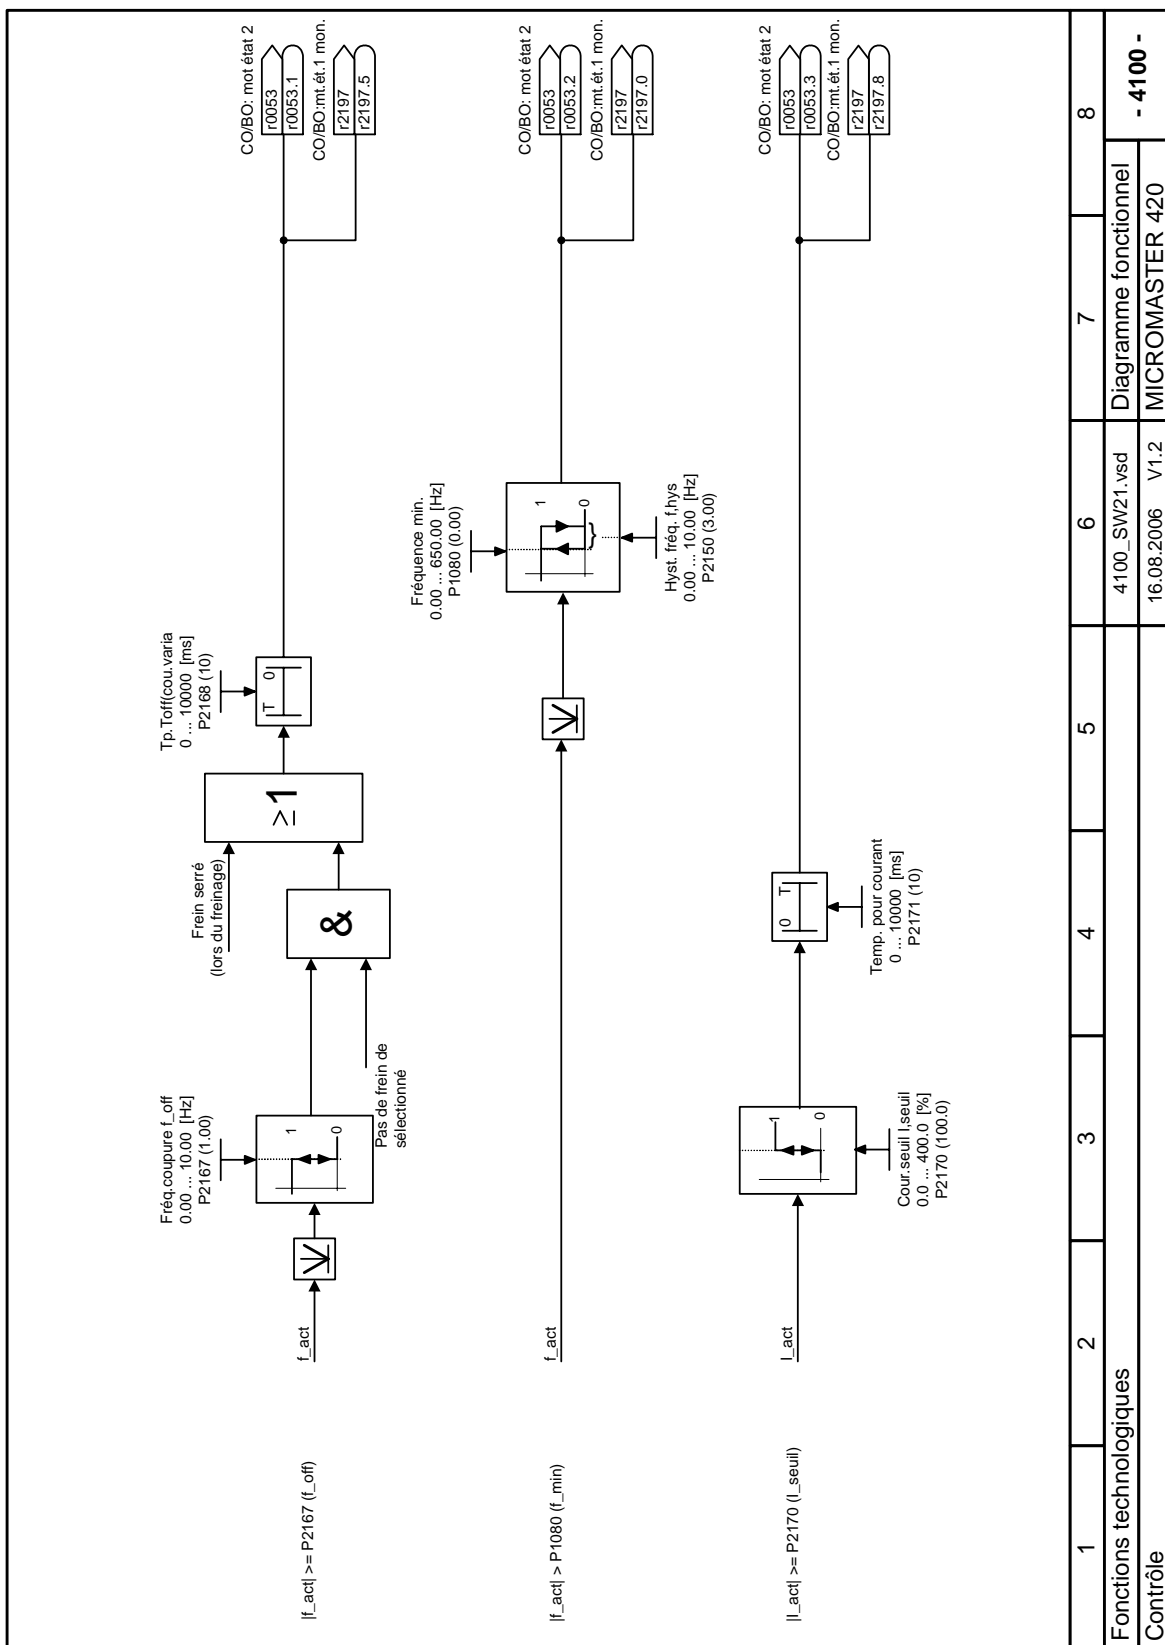 |f_act| >= P2167 (f_off)
f_act
Fréq.coupure f_off
0.00 ... 10.00 [Hz]
P2167 (1.00)
1
0
Pas de frein de
sélectionné
&
Frein serré
(lors du freinage)
≥1
Tp.Toff(cou.varia
0 ... 10000 [ms]
P2168 (10)
T
0
CO/BO: mot état 2
r0053
r0053.1
CO/BO:mt.ét.1 mon.
r2197
r2197.5
|f_act| > P1080 (f_min)
f_act
Fréquence min.
0.00 ... 650.00 [Hz]
P1080 (0.00)
1
0
}
Hyst. fréq. f,hys
0.00 ... 10.00 [Hz]
P2150 (3.00)
CO/BO: mot état 2
r0053
r0053.2
CO/BO:mt.ét.1 mon.
r2197
r2197.0
|I_act| >= P2170 (I_seuil)
I_act
1
0
Cour.seuil I,seuil
0.0 ... 400.0 [%]
P2170 (100.0)
0
T
Temp. pour courant
0 ... 10000 [ms]
P2171 (10)
CO/BO: mot état 2
r0053
r0053.3
CO/BO:mt.ét.1 mon.
r2197
r2197.8
1 2 3 4 5 6 7 8
Fonctions technologiques 4100_SW21.vsd Diagramme fonctionnel - 4100 -
Contrôle 16.08.2006 V1.2 MICROMASTER 420